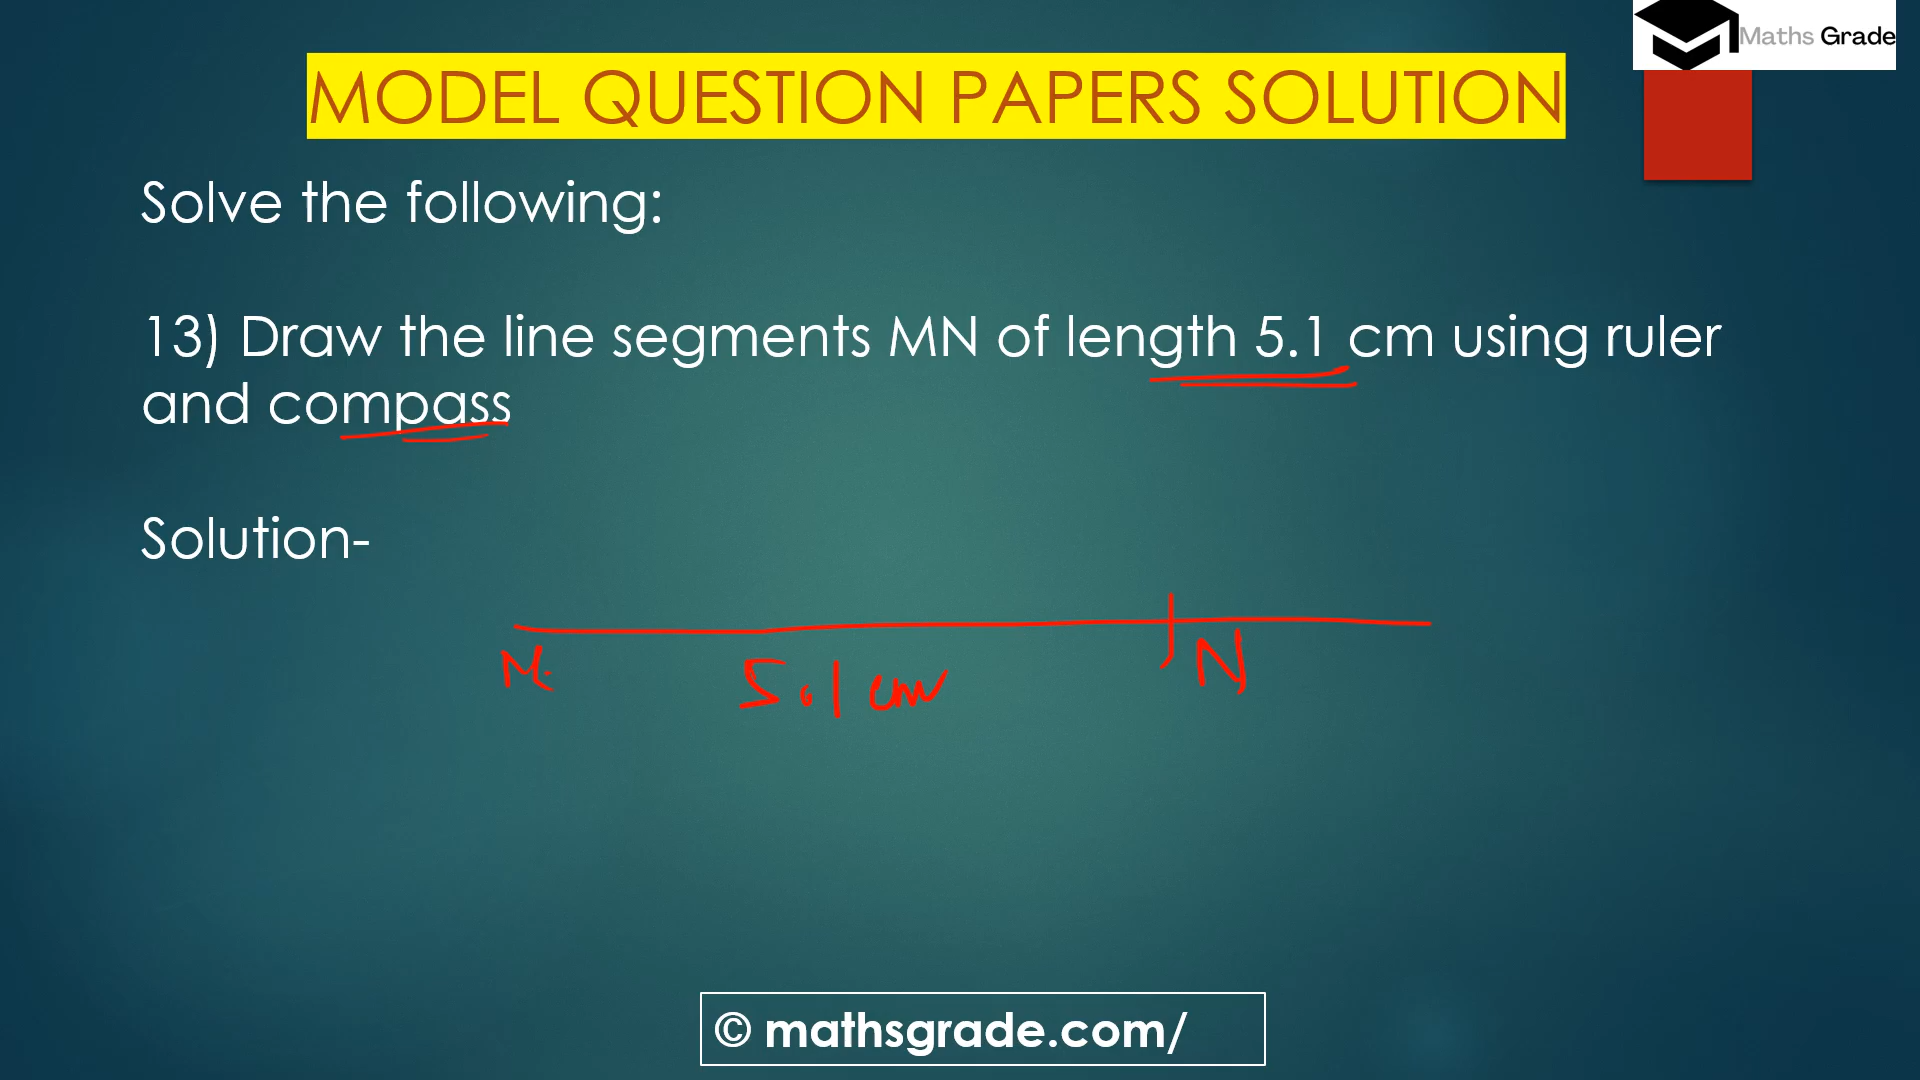 Maths Grade
MODEL QUESTION PAPERS SOLUTION
Solve the following:
13) Draw the line segments MN of length 5.1 cm using ruler
and compass
Solution-
M 5.1 cm N
© mathsgrade.com/